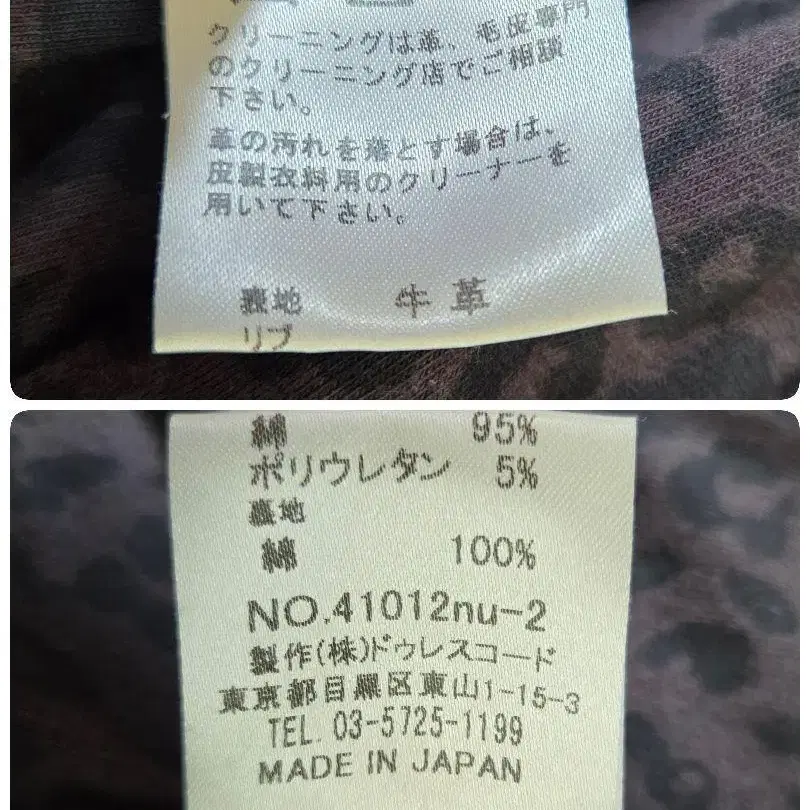 クリーニングは革、毛皮専門
のクリーニング店でご相談
下さい。
革の汚れを落とす場合は、
皮製衣料用のクリーナーを
用いて下さい。
表地 牛革
リブ
綿 95%
ポリウレタン 5%
裏地
綿 100%
NO.41012nu-2
製作(株)ドゥレスコード
東京都目黒区東山1-15-3
TEL. 03-5725-1199
MADE IN JAPAN